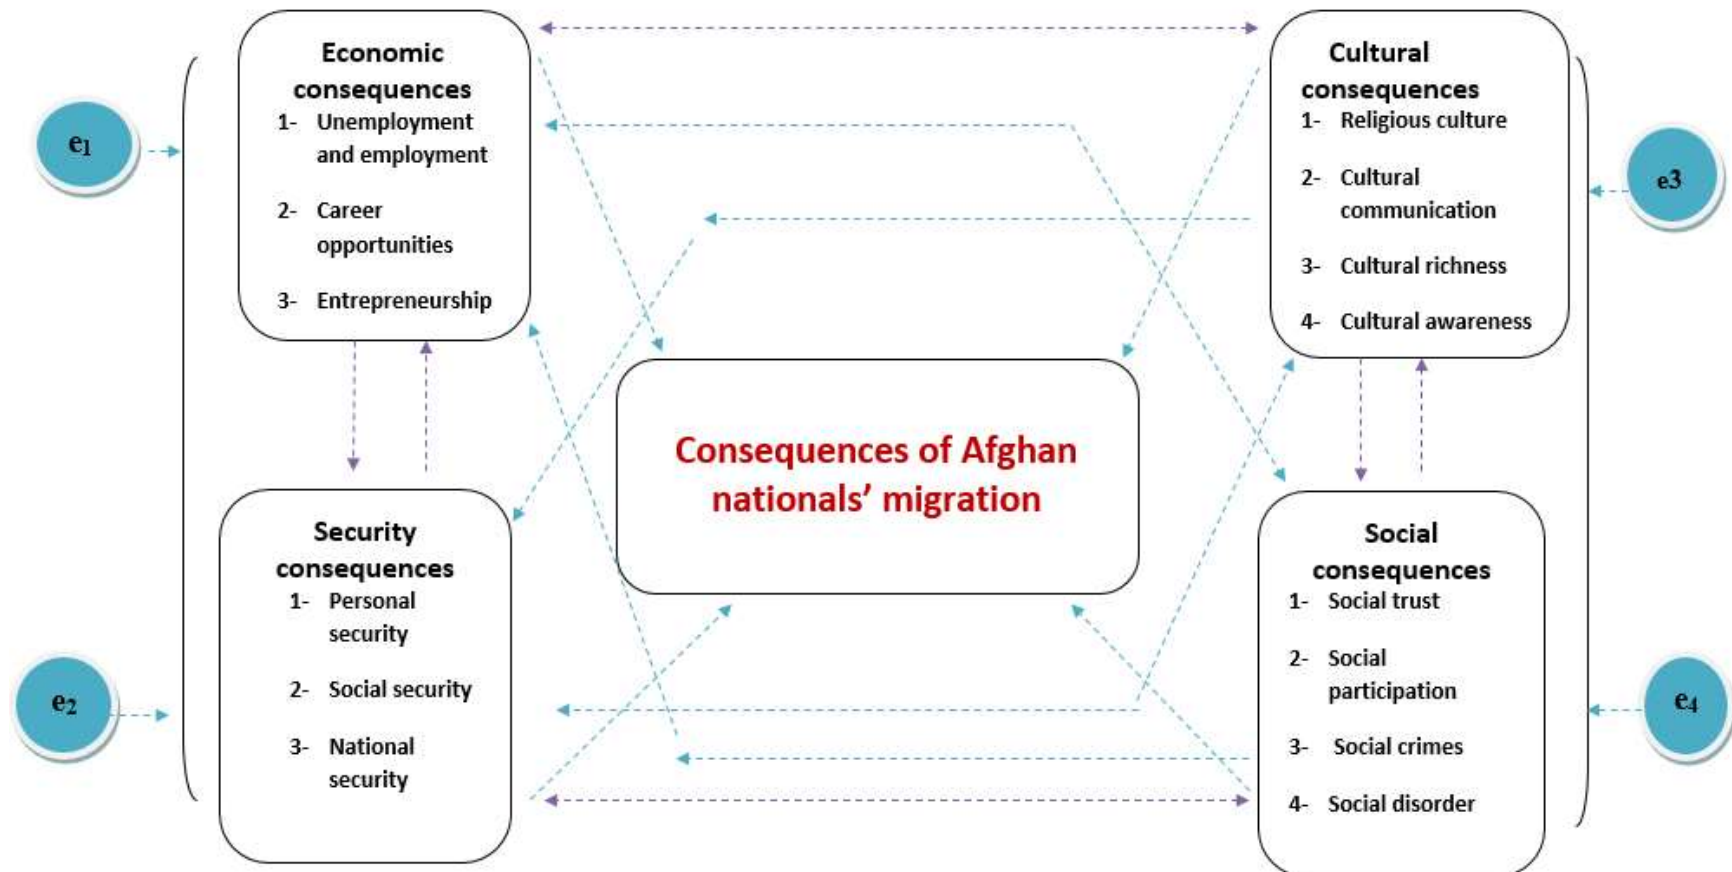 Economic
consequences
1- Unemployment
and employment
2- Career
opportunities
3- Entrepreneurship
Cultural
consequences
1- Religious culture
2- Cultural
communication
3- Cultural richness
4- Cultural awareness
e1
e3
Consequences of Afghan
nationals’ migration
Security
consequences
1- Personal
security
2- Social security
3- National
security
Social
consequences
1- Social trust
2- Social
participation
3- Social crimes
4- Social disorder
e2
e4